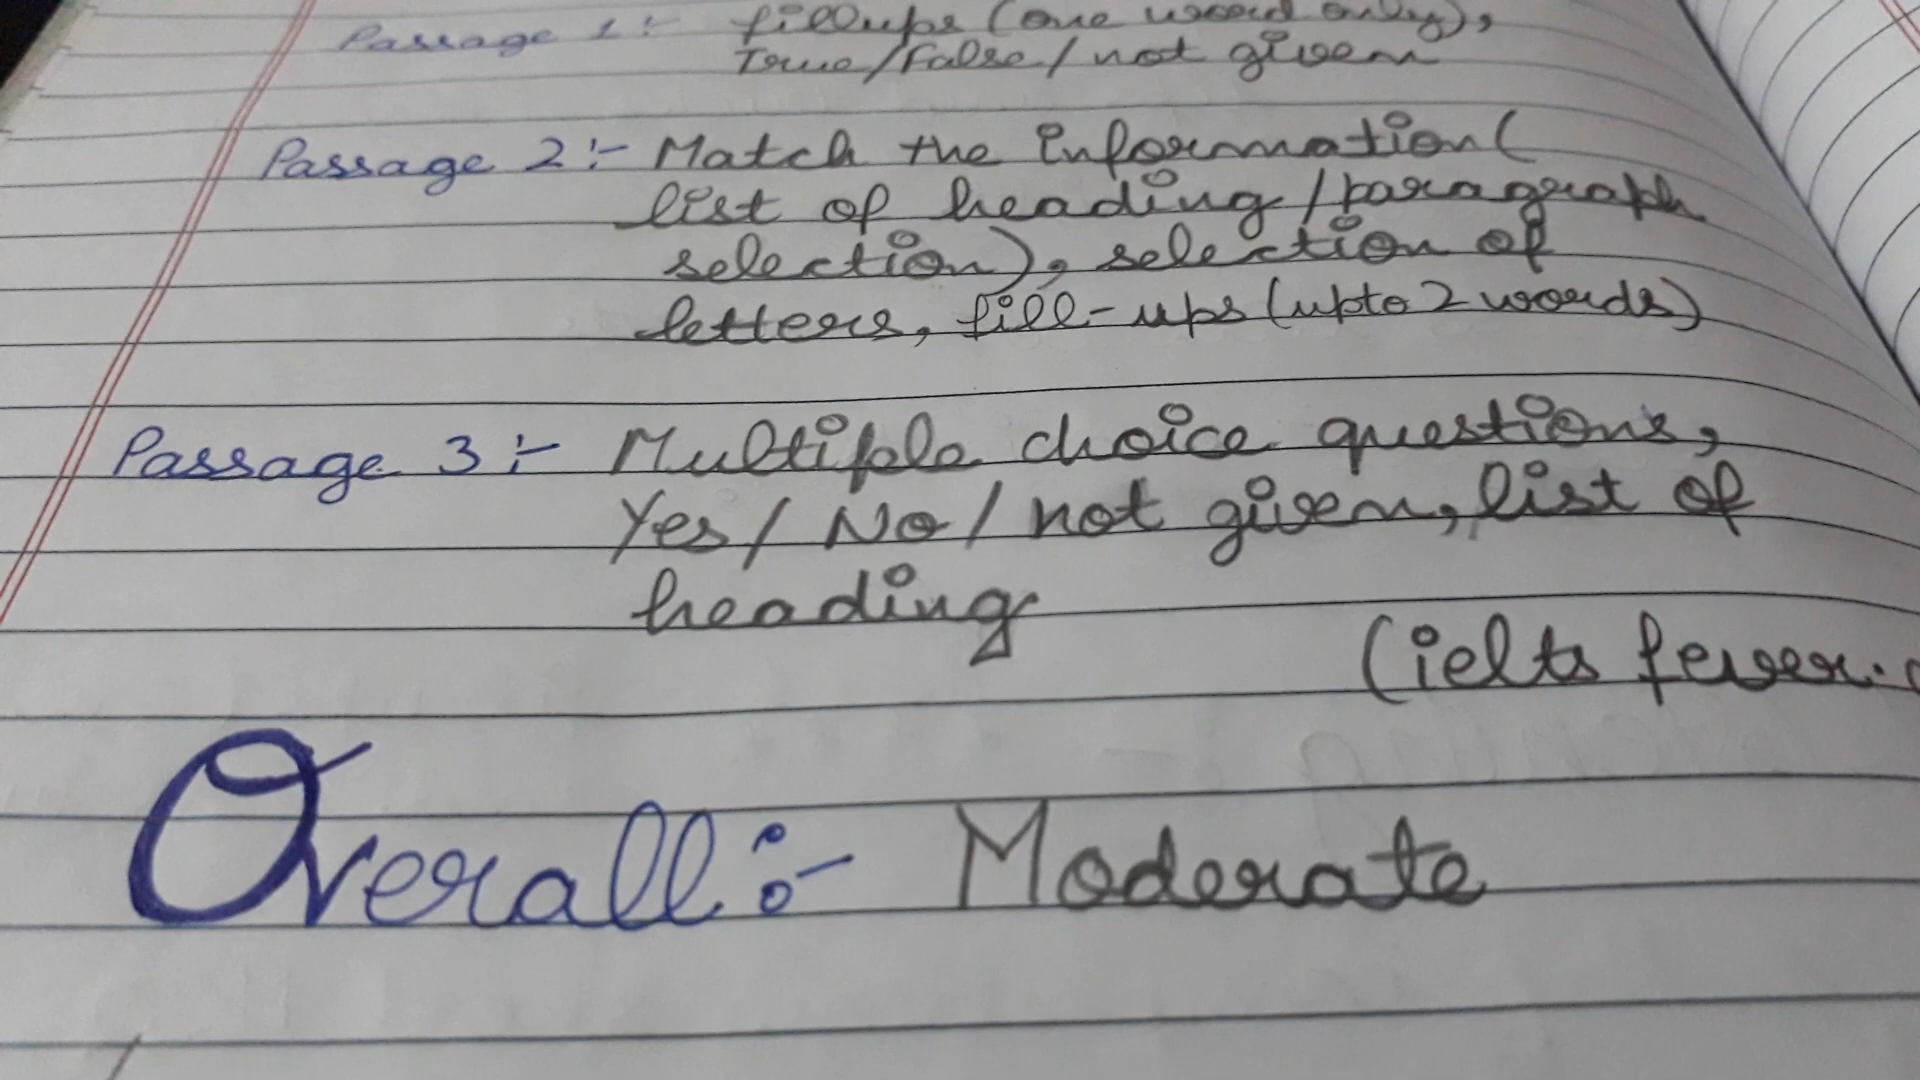 Passage 1:- fillups (one word only),
True/False/not given
Passage 2:- Match the information(
list of heading/paragraph
selection), selection of
letters, fill-ups (upto 2 words)
Passage 3:- Multiple choice questions,
Yes/No/not given, list of
heading
(ielts fever.
Overall:- Moderate